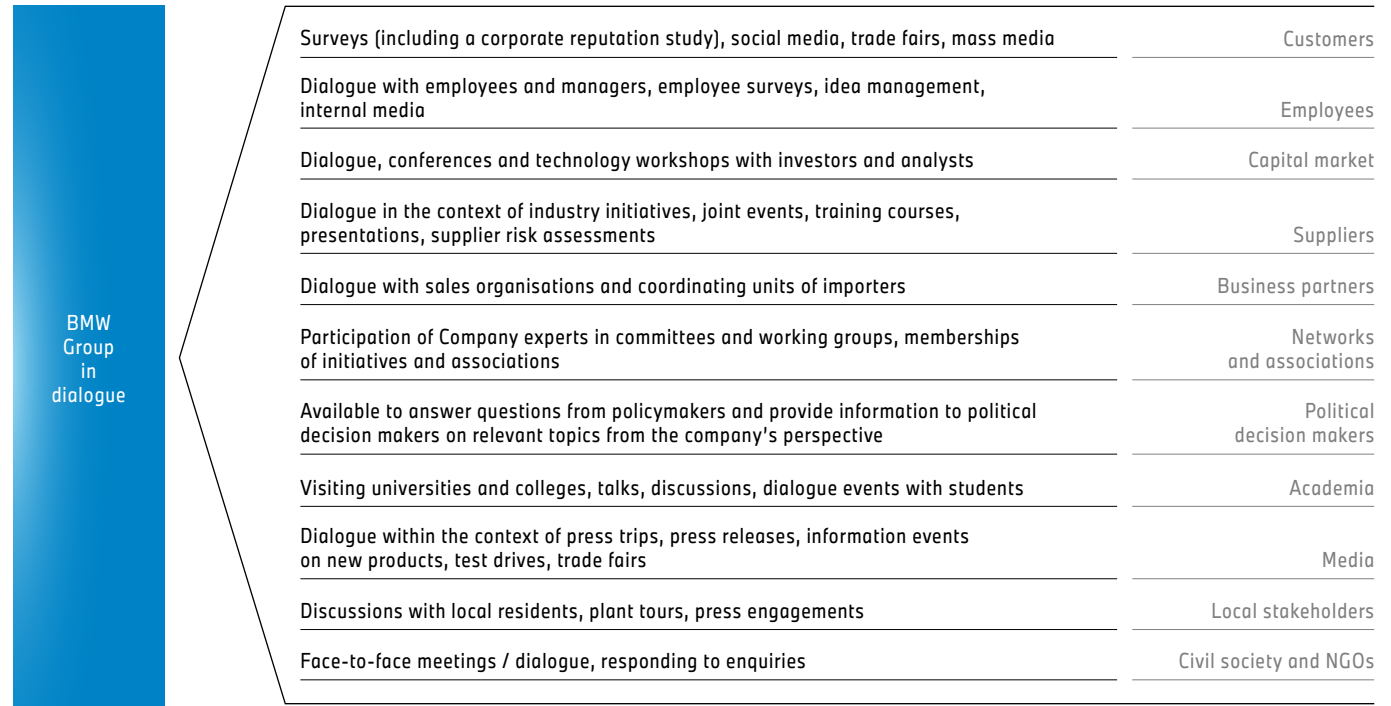 BMW
Group
in
dialogue
Surveys (including a corporate reputation study), social media, trade fairs, mass media
Customers
Dialogue with employees and managers, employee surveys, idea management,
internal media
Employees
Dialogue, conferences and technology workshops with investors and analysts
Capital market
Dialogue in the context of industry initiatives, joint events, training courses,
presentations, supplier risk assessments
Suppliers
Dialogue with sales organisations and coordinating units of importers
Business partners
Participation of Company experts in committees and working groups, memberships
of initiatives and associations
Networks
and associations
Available to answer questions from policymakers and provide information to political
decision makers on relevant topics from the company's perspective
Political
decision makers
Visiting universities and colleges, talks, discussions, dialogue events with students
Academia
Dialogue within the context of press trips, press releases, information events
on new products, test drives, trade fairs
Media
Discussions with local residents, plant tours, press engagements
Local stakeholders
Face-to-face meetings / dialogue, responding to enquiries
Civil society and NGOs